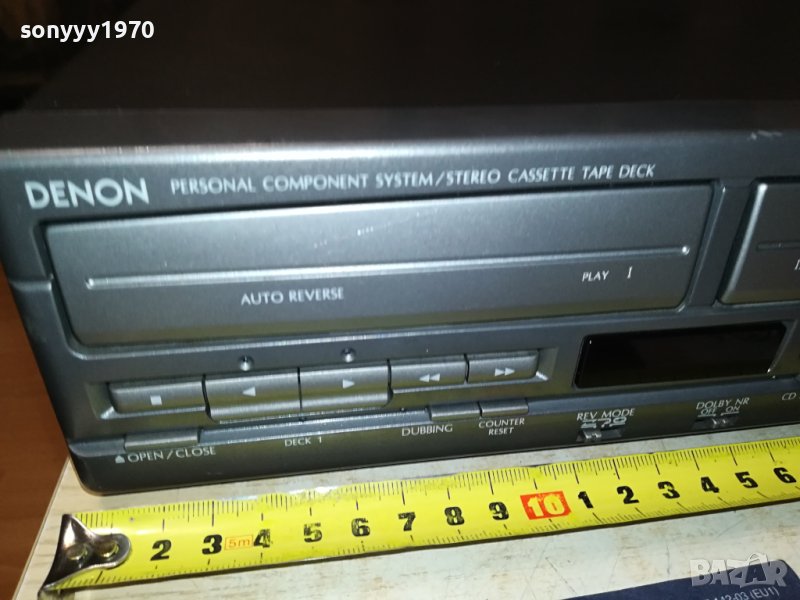 sonyyy1970
DENON PERSONAL COMPONENT SYSTEM/STEREO CASSETTE TAPE DECK
PLAY I
AUTO REVERSE
DOLBY NR
OFF ON
CD
REV MODE
COUNTER
RESET
DUBBING
DECK 1
OPEN/CLOSE
2 3 5m 4 5 6 7 8 9 10 1 2 3 4 5 6
BAZAR
(EU1)